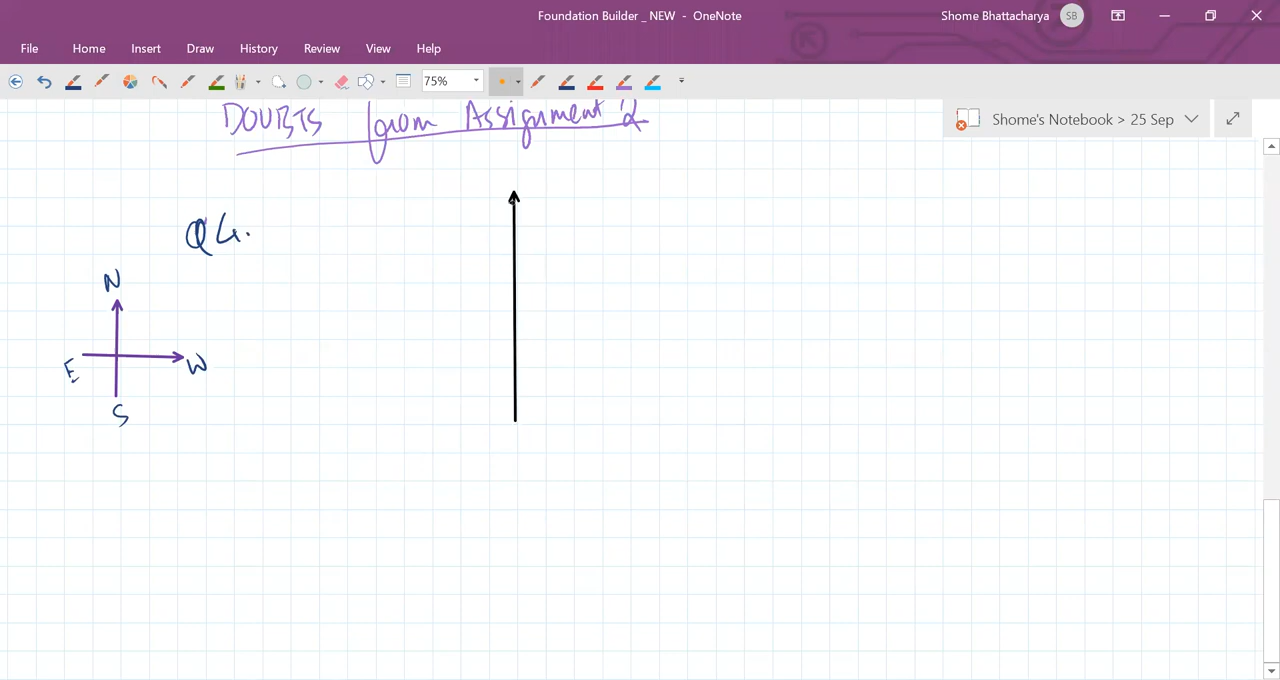 Foundation Builder _ NEW - OneNote
Shome Bhattacharya SB
File Home Insert Draw History Review View Help
75%
Shome's Notebook > 25 Sep
DOUBTS from Assignment '2
Q4.
N
E W
S